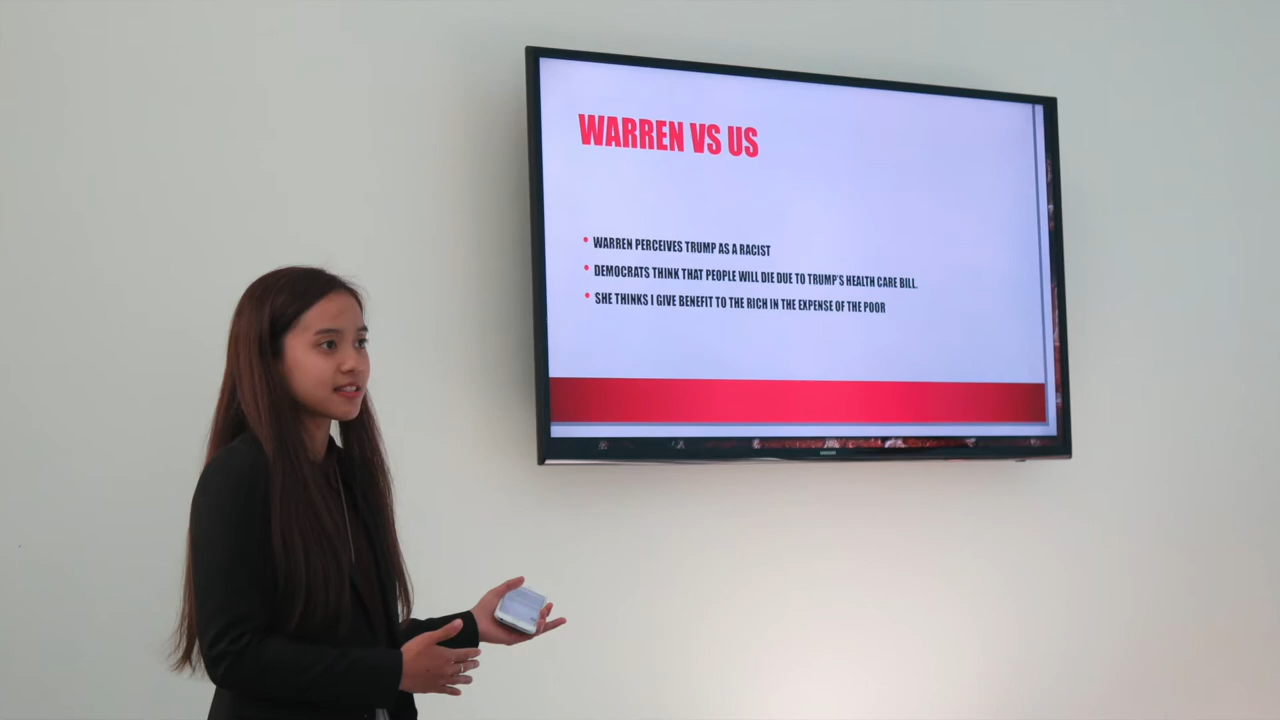 WARREN VS US
• WARREN PERCEIVES TRUMP AS A RACIST
• DEMOCRATS THINK THAT PEOPLE WILL DIE DUE TO TRUMP'S HEALTH CARE BILL.
• SHE THINKS I GIVE BENEFIT TO THE RICH IN THE EXPENSE OF THE POOR
SAMSUNG